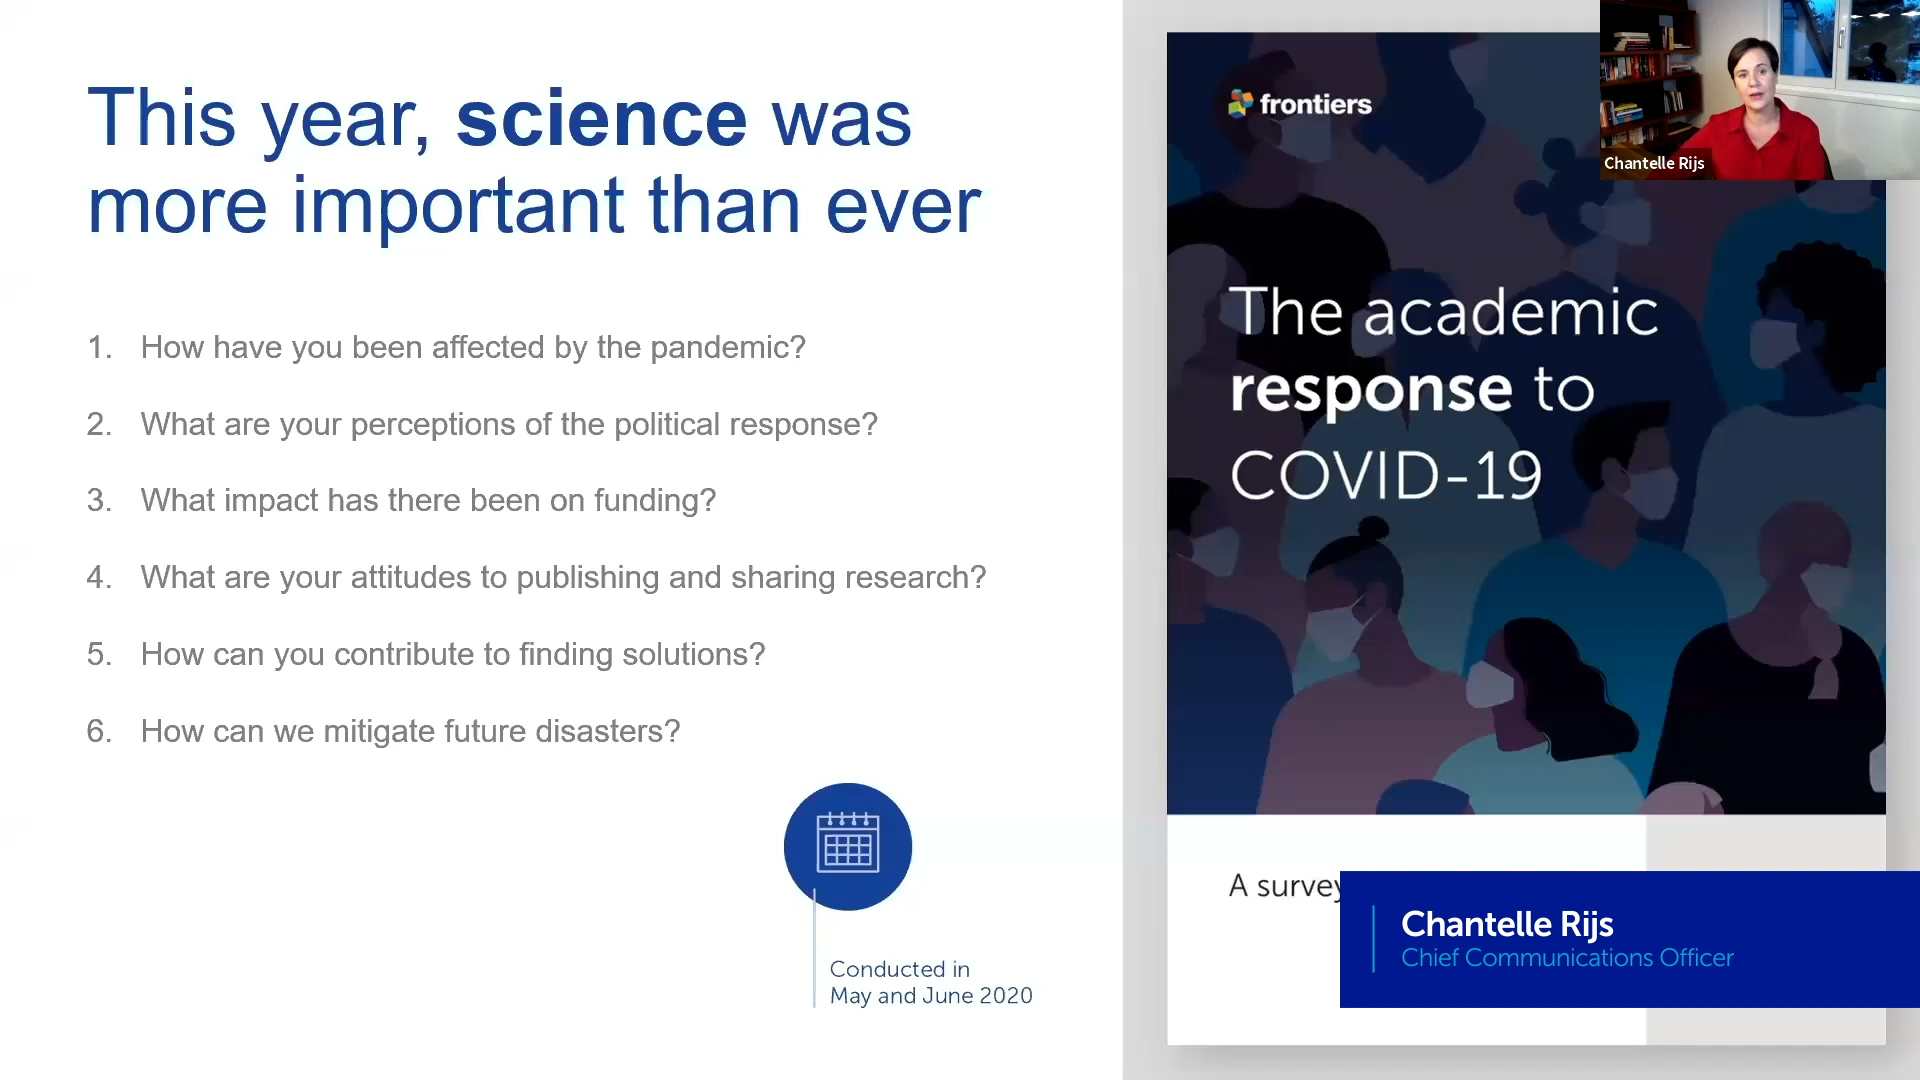 This year, science was
more important than ever
1. How have you been affected by the pandemic?
2. What are your perceptions of the political response?
3. What impact has there been on funding?
4. What are your attitudes to publishing and sharing research?
5. How can you contribute to finding solutions?
6. How can we mitigate future disasters?
Conducted in
May and June 2020
frontiers
The academic
response to
COVID-19
A survey
Chantelle Rijs
Chantelle Rijs
Chief Communications Officer